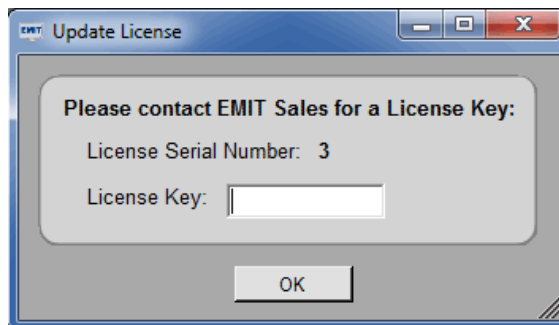 EMIT Update License
Please contact EMIT Sales for a License Key:
License Serial Number: 3
License Key:
OK